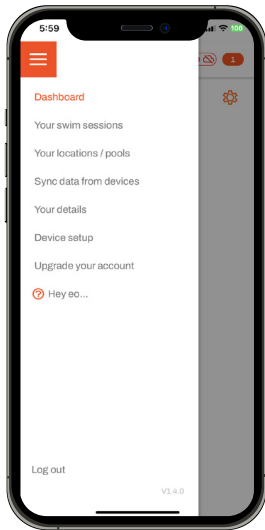 5:59
100
1
Dashboard
Your swim sessions
Your locations / pools
Sync data from devices
Your details
Device setup
Upgrade your account
Hey eo...
Log out
V1.4.0